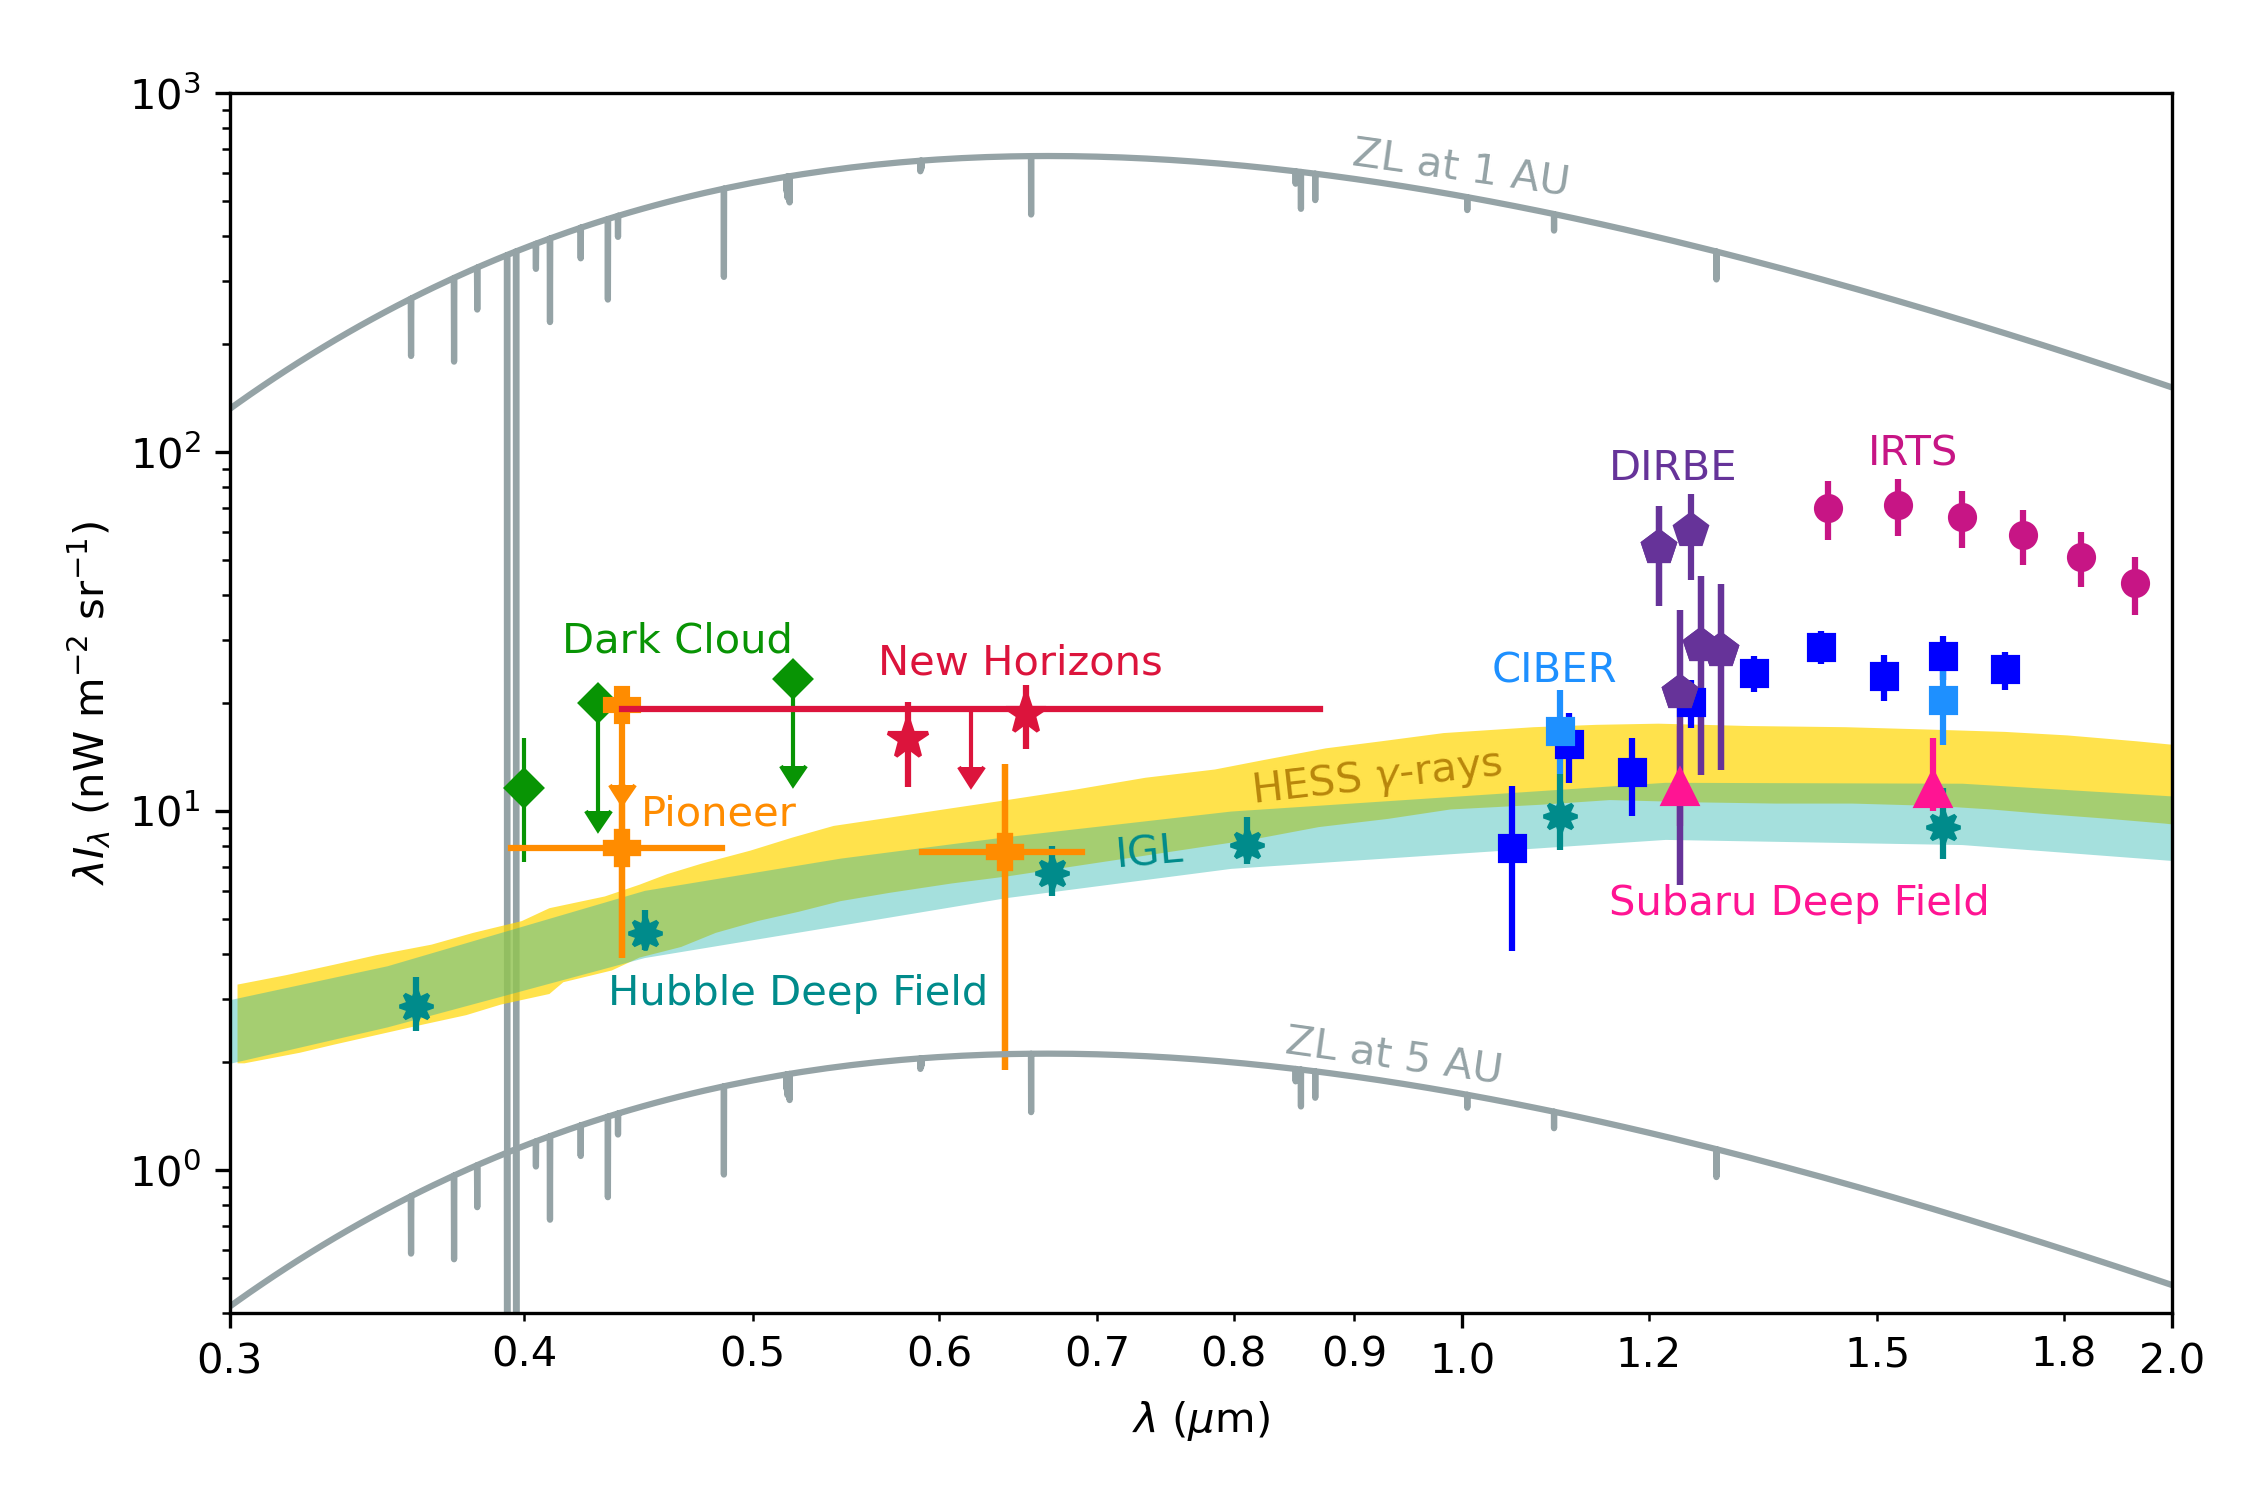 10³
ZL at 1 AU
10²
DIRBE
IRTS
Dark Cloud
New Horizons
CIBER
λI_λ (nW m⁻² sr⁻¹)
HESS γ-rays
10¹
Pioneer
IGL
Subaru Deep Field
Hubble Deep Field
ZL at 5 AU
10⁰
0.3 0.4 0.5 0.6 0.7 0.8 0.9 1.0 1.2 1.5 1.8 2.0
λ (μm)